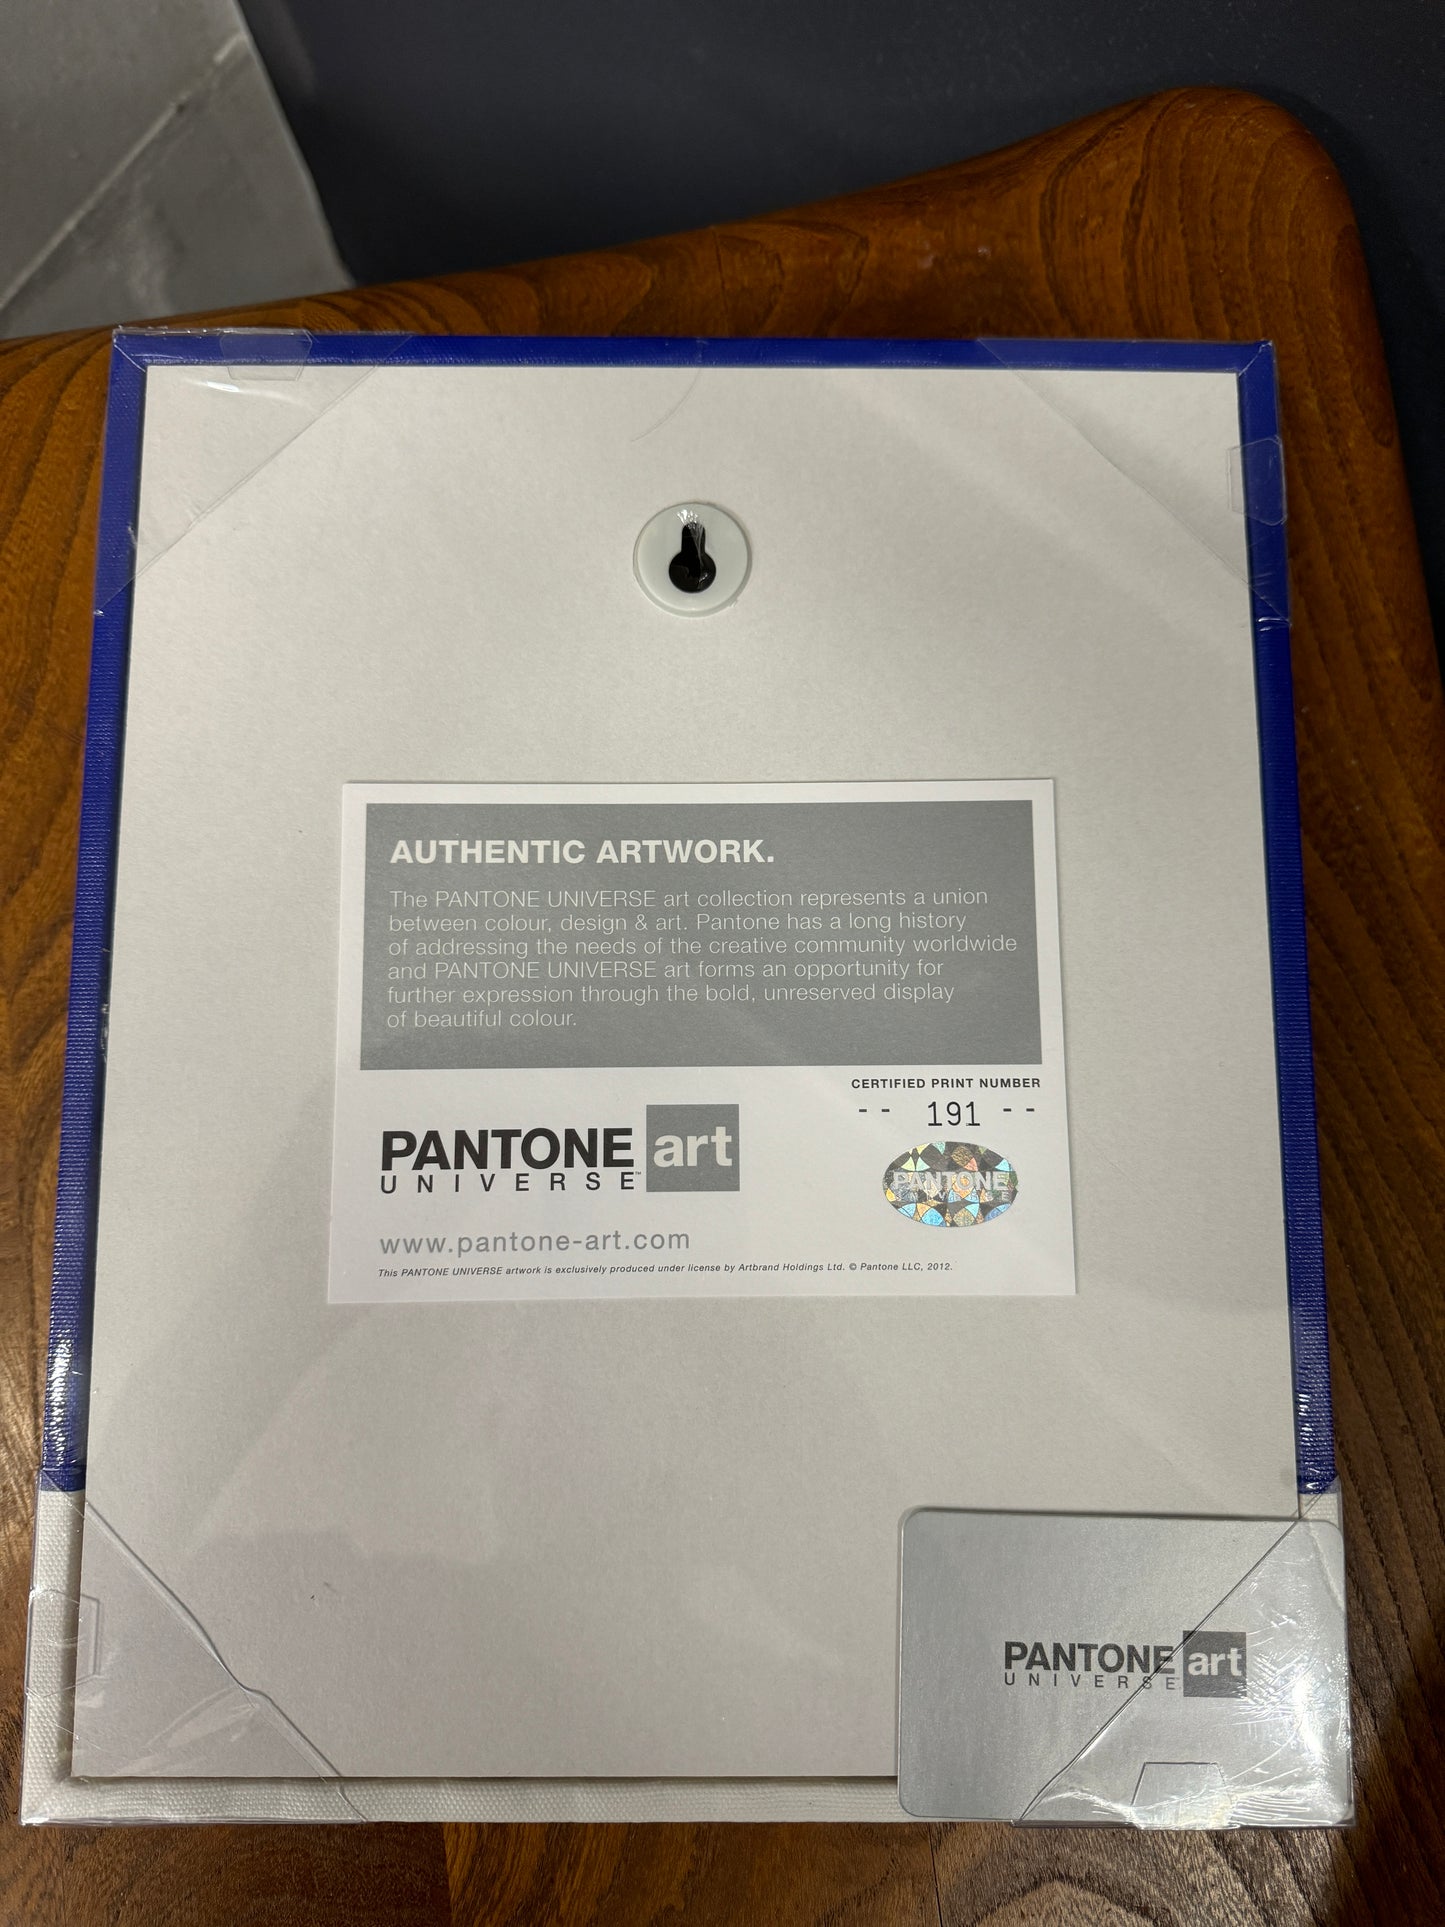 AUTHENTIC ARTWORK.
The PANTONE UNIVERSE art collection represents a union
between colour, design & art. Pantone has a long history
of addressing the needs of the creative community worldwide
and PANTONE UNIVERSE art forms an opportunity for
further expression through the bold, unreserved display
of beautiful colour.
CERTIFIED PRINT NUMBER
-- 191 --
PANTONE art
UNIVERSE™
PANTONE
UNIVERSE
www.pantone-art.com
This PANTONE UNIVERSE artwork is exclusively produced under license by Artbrand Holdings Ltd. © Pantone LLC, 2012.
PANTONE art
UNIVERSE